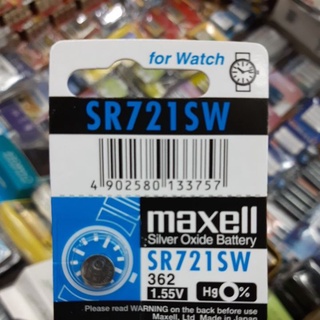 for Watch
SR721SW
4 902580 133757
maxell
Silver Oxide Battery
SR721SW
362
1.55V
Hg 0%
Please read WARNING on the back before use
Maxell, Ltd. Made in Japan